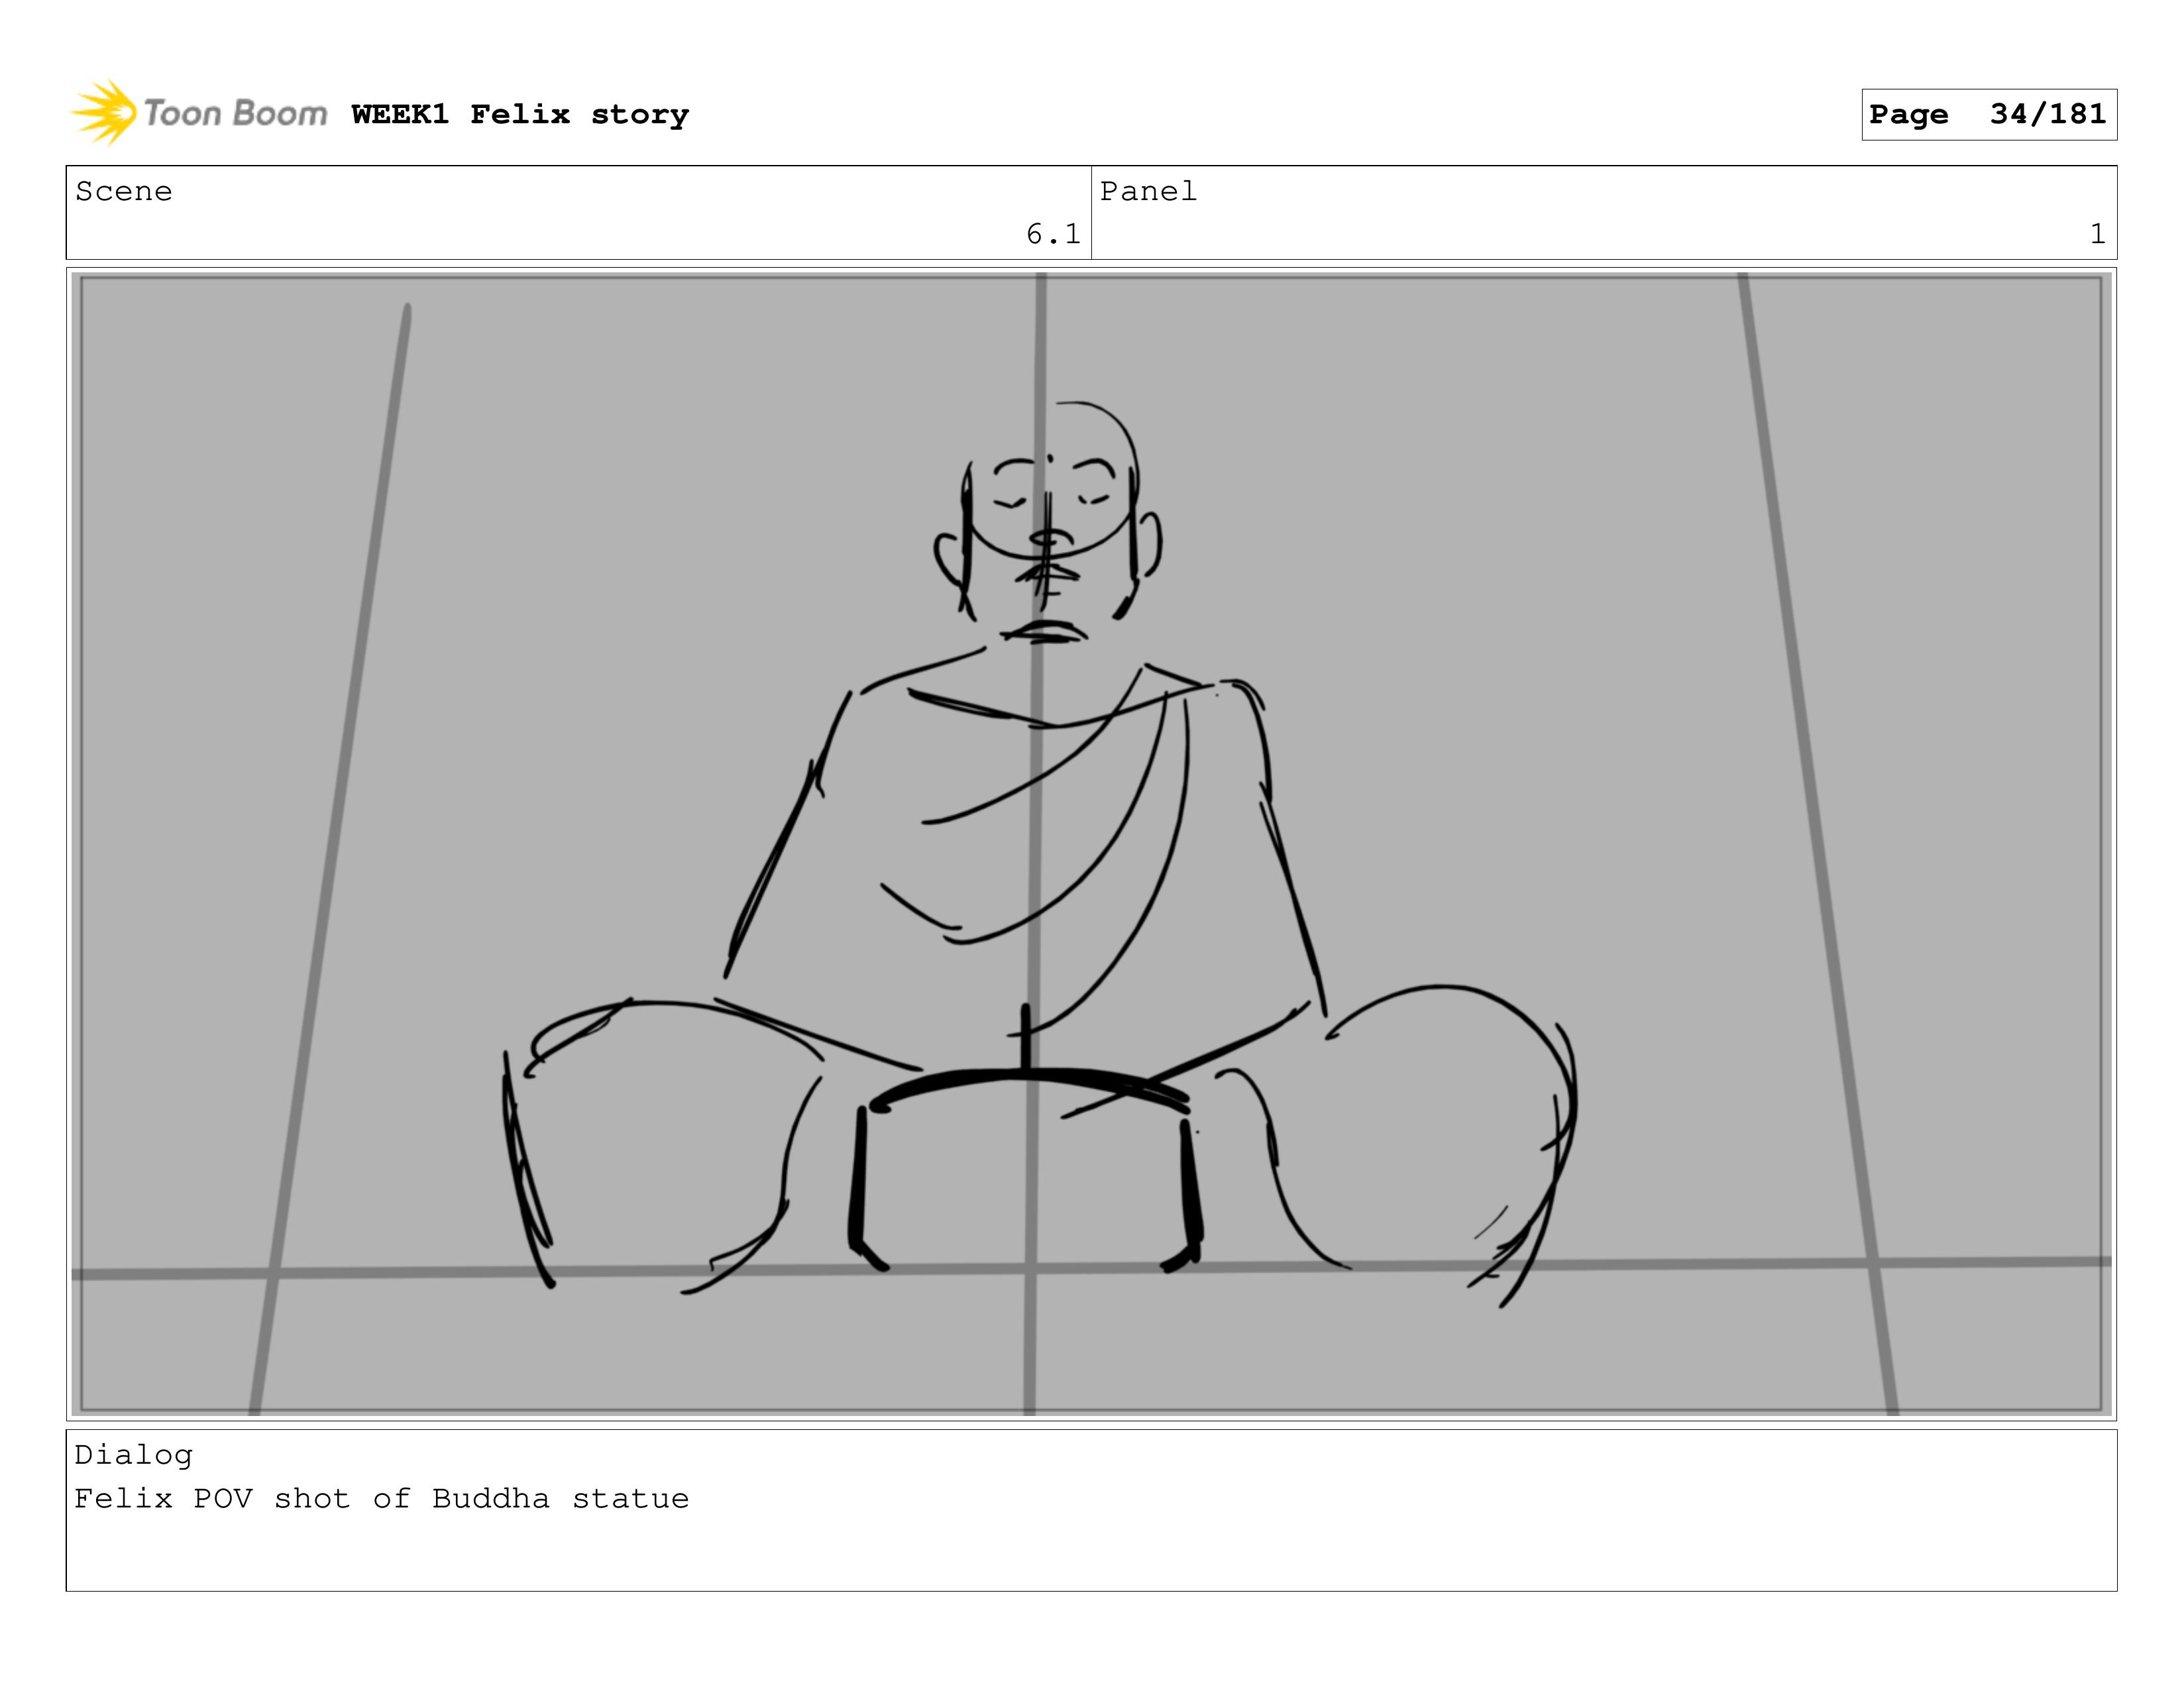 Toon Boom WEEK1 Felix story
Page 34/181
Scene
6.1
Panel
1
Dialog
Felix POV shot of Buddha statue